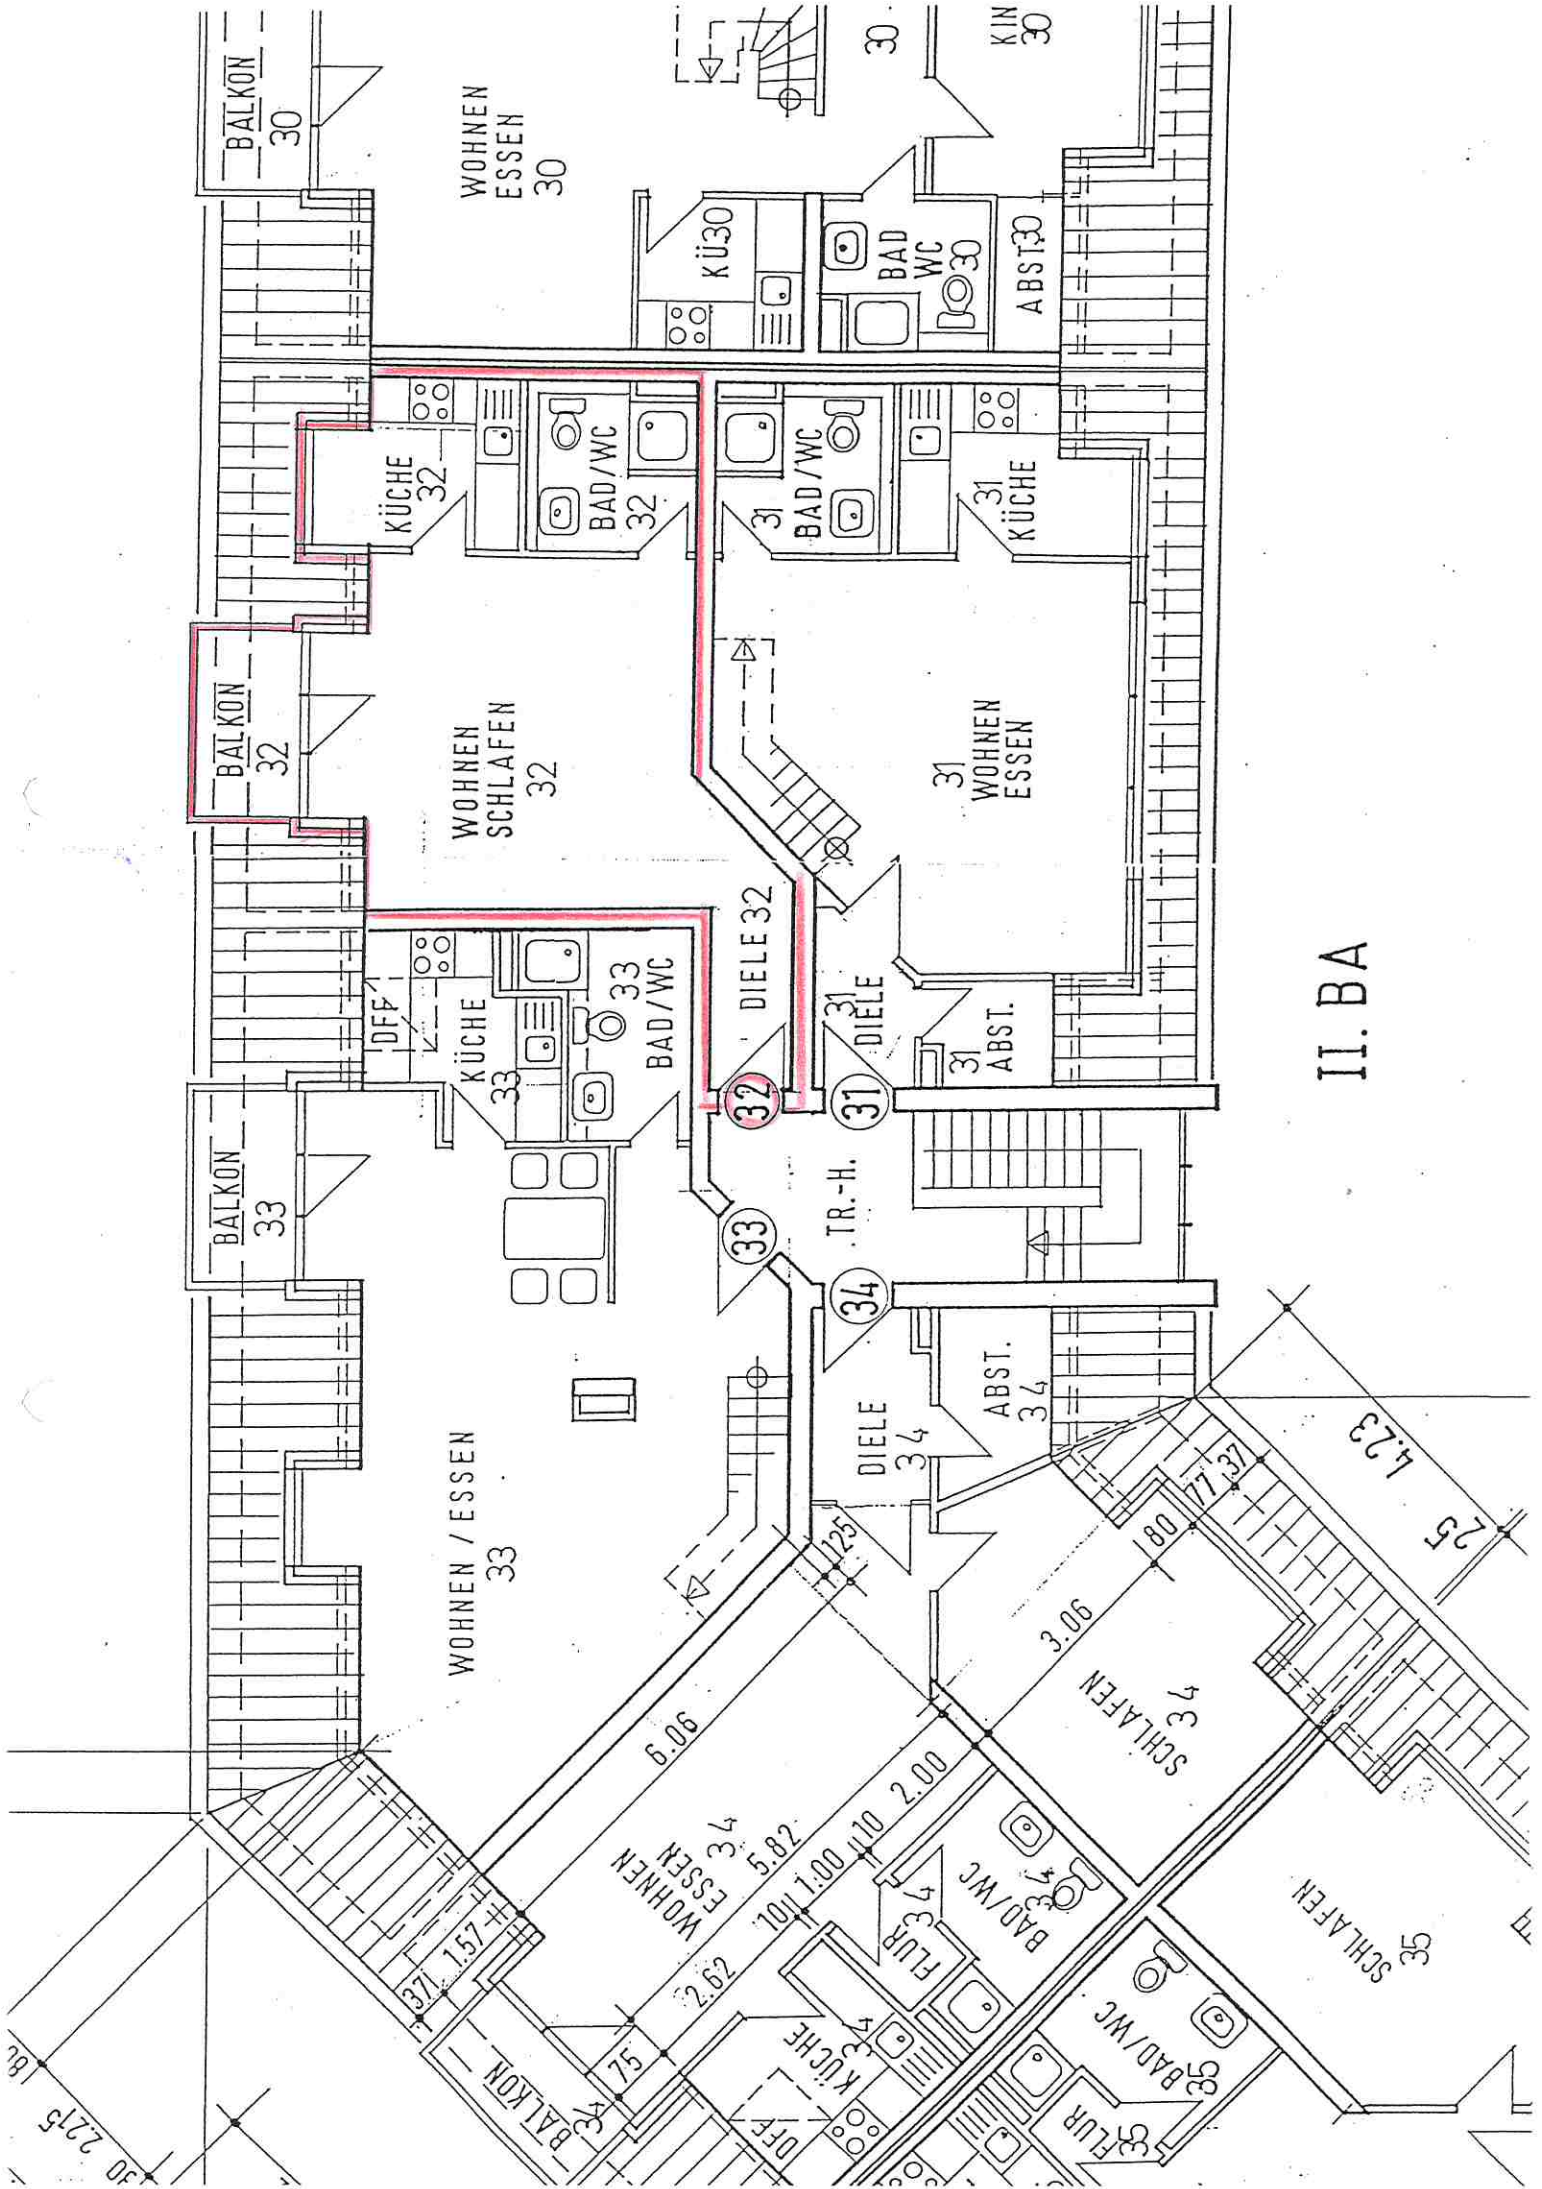 BALKON
30
WOHNEN
ESSEN
30
30
KIN
30
KÜ30
BAD
WC
30
ABST.30
KÜCHE
32
BAD/WC
32
31
BAD/WC
31
KÜCHE
BALKON
32
WOHNEN
SCHLAFEN
32
31
WOHNEN
ESSEN
DIELE 32
31
DIELE
31
ABST.
DFF
KÜCHE
33
33
BAD/WC
32
31
BALKON
33
33
TR.-H.
34
II. BA
WOHNEN / ESSEN
33
DIELE
34
ABST.
34
125
6.06
3.06
80
77
37
4.23
25
SCHLAFEN
34
WOHNEN
ESSEN
34
5.82
2.00
10
1.00
10
2.62
37
1.57
75
FLUR
34
BAD/WC
34
KÜCHE
34
DFF
BALKON
34
2.215
30
SCHLAFEN
35
BAD/WC
35
FLUR
35